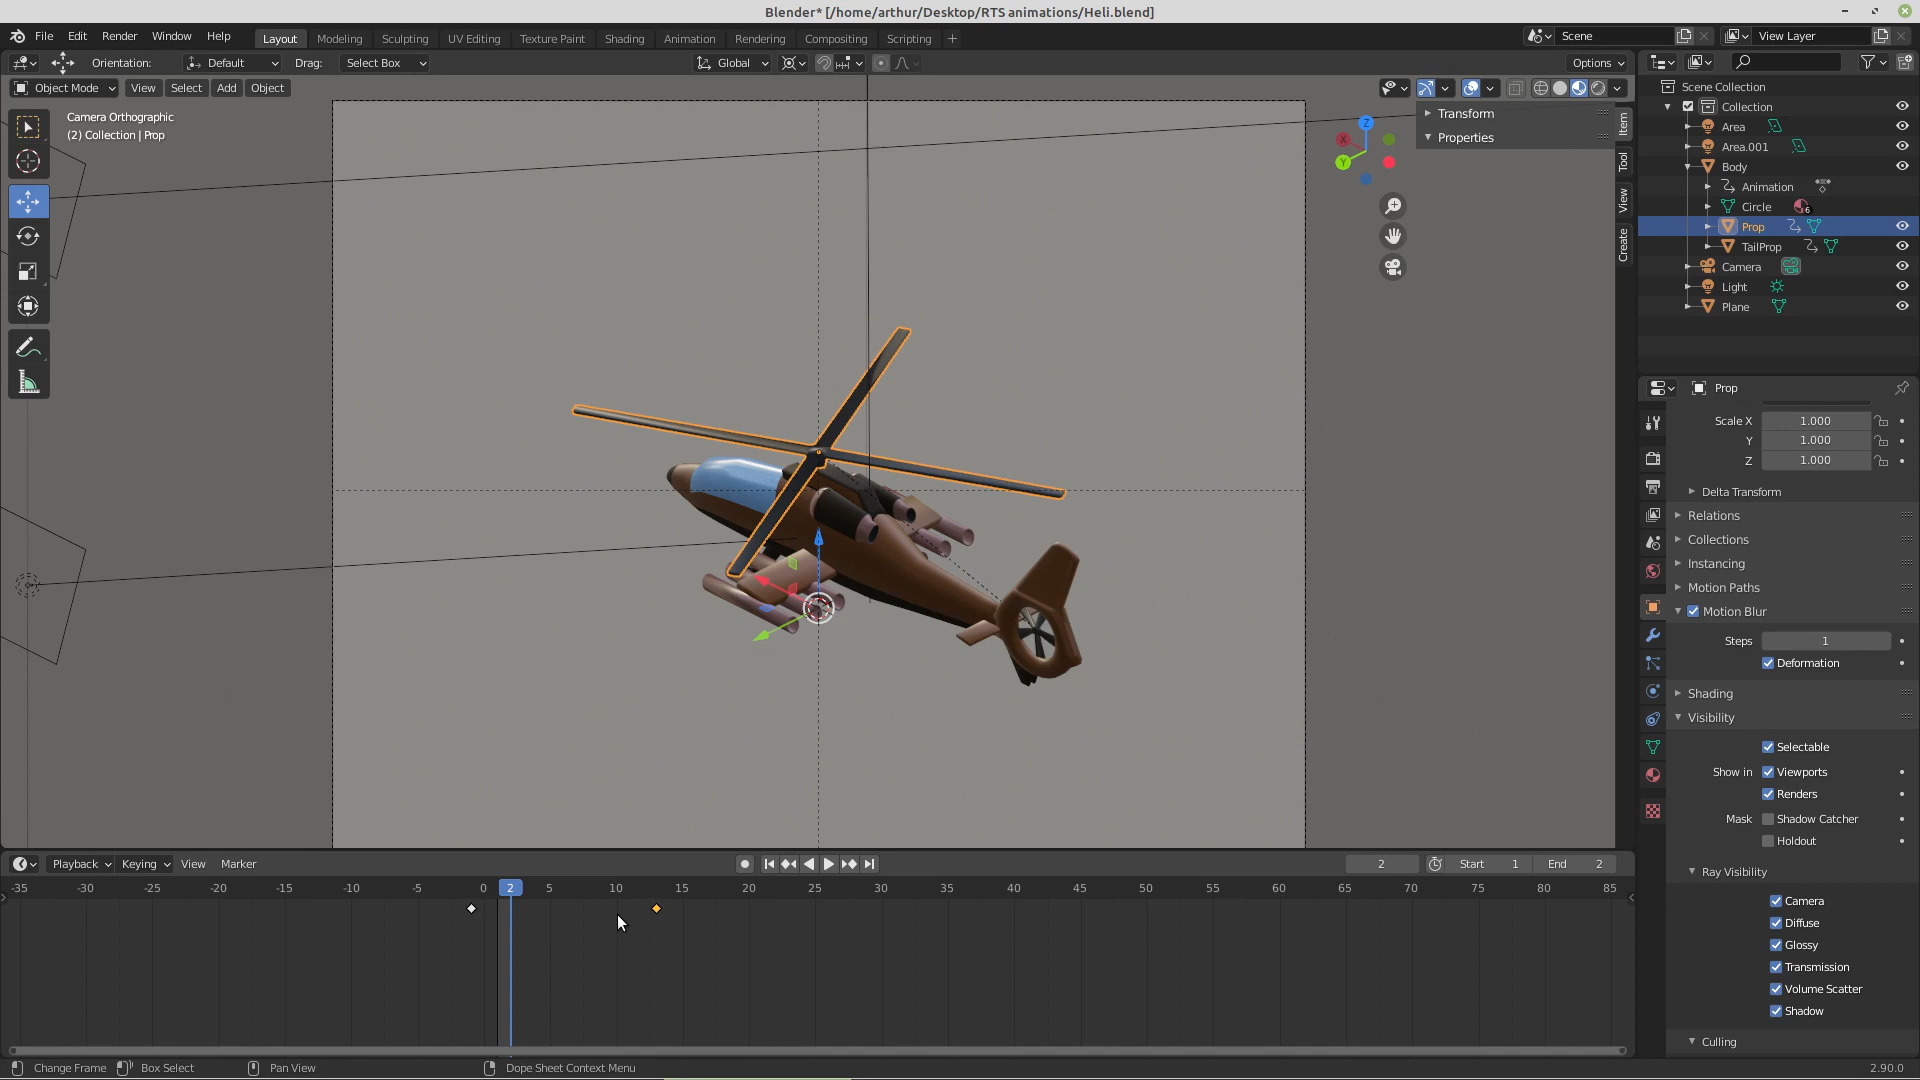 Blender* [/home/arthur/Desktop/RTS animations/Heli.blend]
File Edit Render Window Help Layout Modeling Sculpting UV Editing Texture Paint Shading Animation Rendering Compositing Scripting + Scene View Layer
Orientation: Default Drag: Select Box Global Options
Object Mode View Select Add Object
Camera Orthographic
(2) Collection | Prop
Transform
Properties
Item
Tool
View
Create
X
Y
Z
Scene Collection
Collection
Area
Area.001
Body
Animation
Circle 6
Prop
TailProp
Camera
Light
Plane
Prop
Scale X 1.000
Y 1.000
Z 1.000
Delta Transform
Relations
Collections
Instancing
Motion Paths
Motion Blur
Steps 1
Deformation
Shading
Visibility
Selectable
Show in Viewports
Renders
Mask Shadow Catcher
Holdout
Ray Visibility
Camera
Diffuse
Glossy
Transmission
Volume Scatter
Shadow
Culling
Playback Keying View Marker 2 Start 1 End 2
-35 -30 -25 -20 -15 -10 -5 0 2 5 10 15 20 25 30 35 40 45 50 55 60 65 70 75 80 85
Change Frame Box Select Pan View Dope Sheet Context Menu 2.90.0